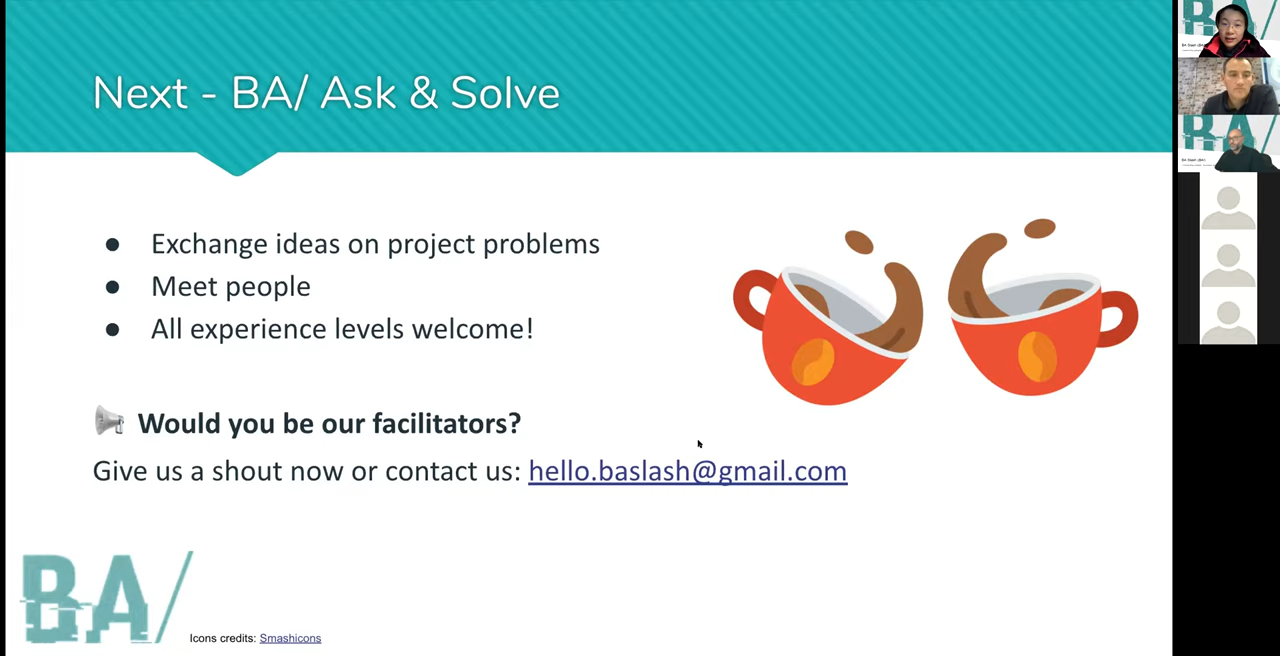 Next - BA/ Ask & Solve
● Exchange ideas on project problems
● Meet people
● All experience levels welcome!
Would you be our facilitators?
Give us a shout now or contact us: hello.baslash@gmail.com
BA/
Icons credits: Smashicons